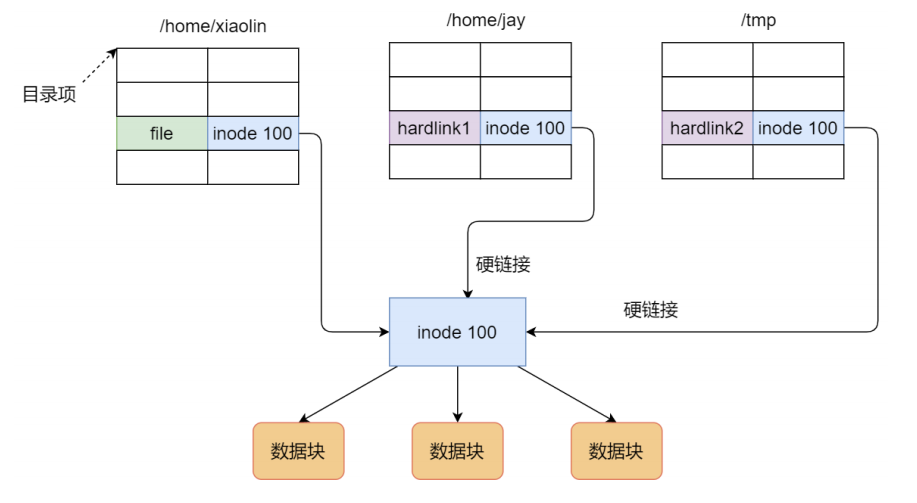 /home/xiaolin
/home/jay
/tmp
目录项
file
inode 100
hardlink1
inode 100
hardlink2
inode 100
硬链接
硬链接
inode 100
数据块
数据块
数据块